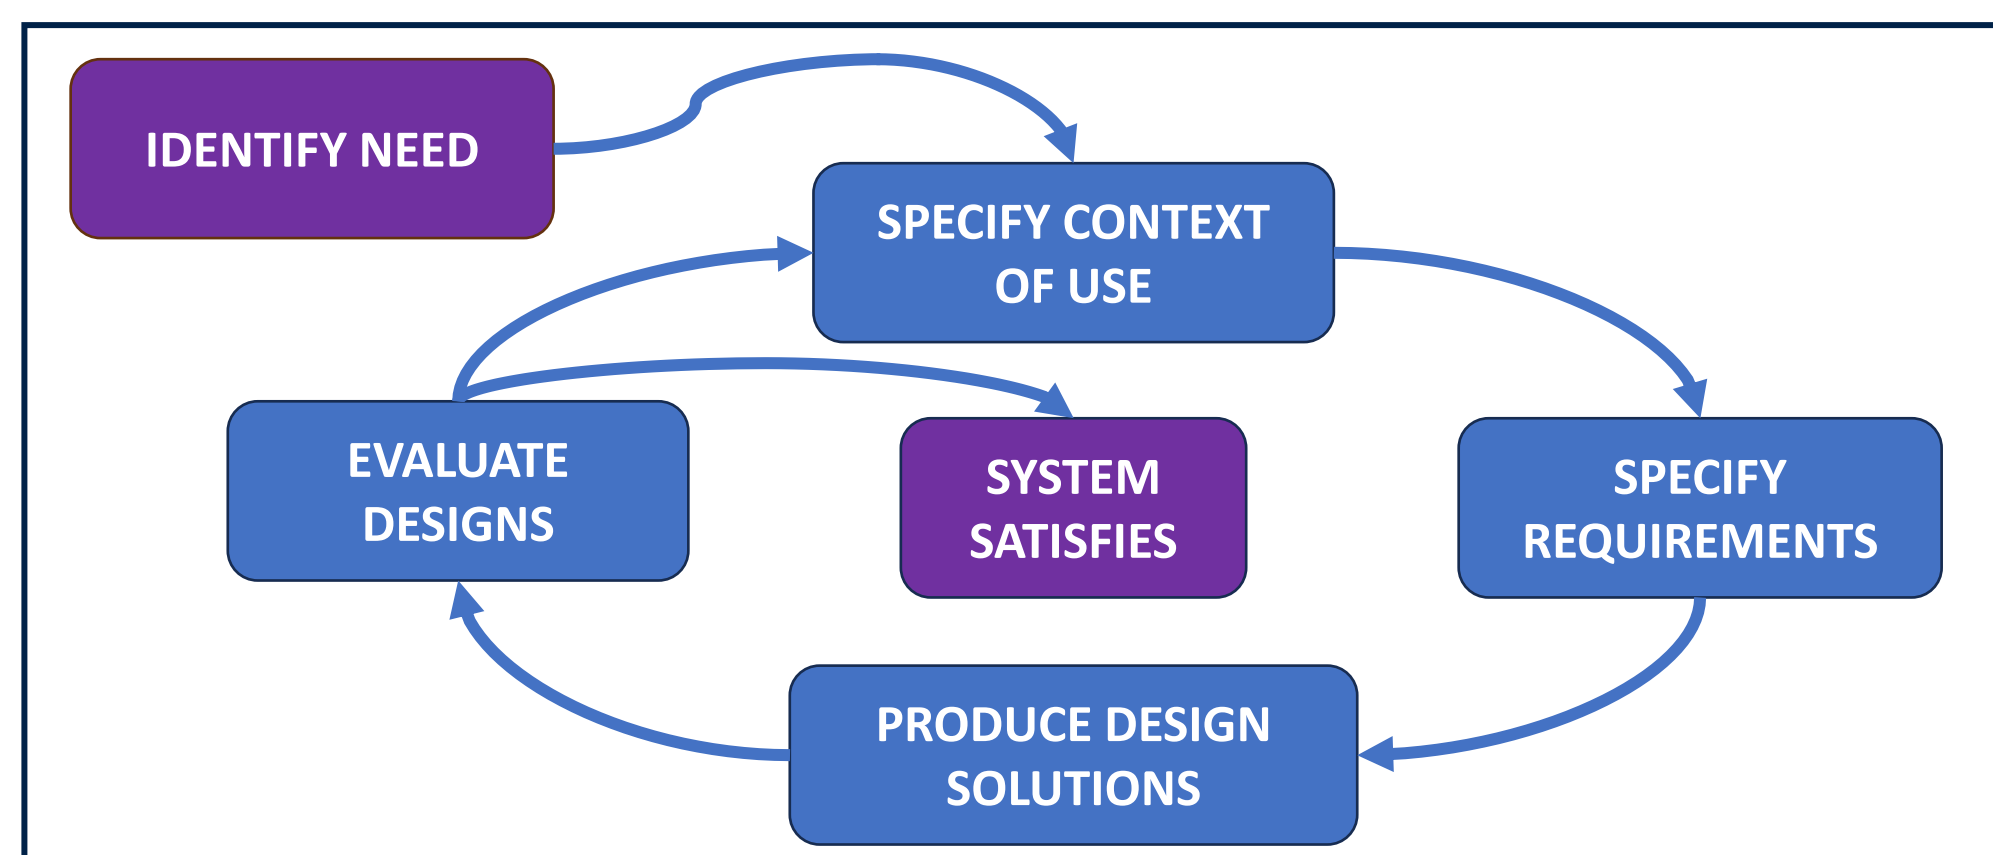 IDENTIFY NEED
SPECIFY CONTEXT
OF USE
EVALUATE
DESIGNS
SYSTEM
SATISFIES
SPECIFY
REQUIREMENTS
PRODUCE DESIGN
SOLUTIONS